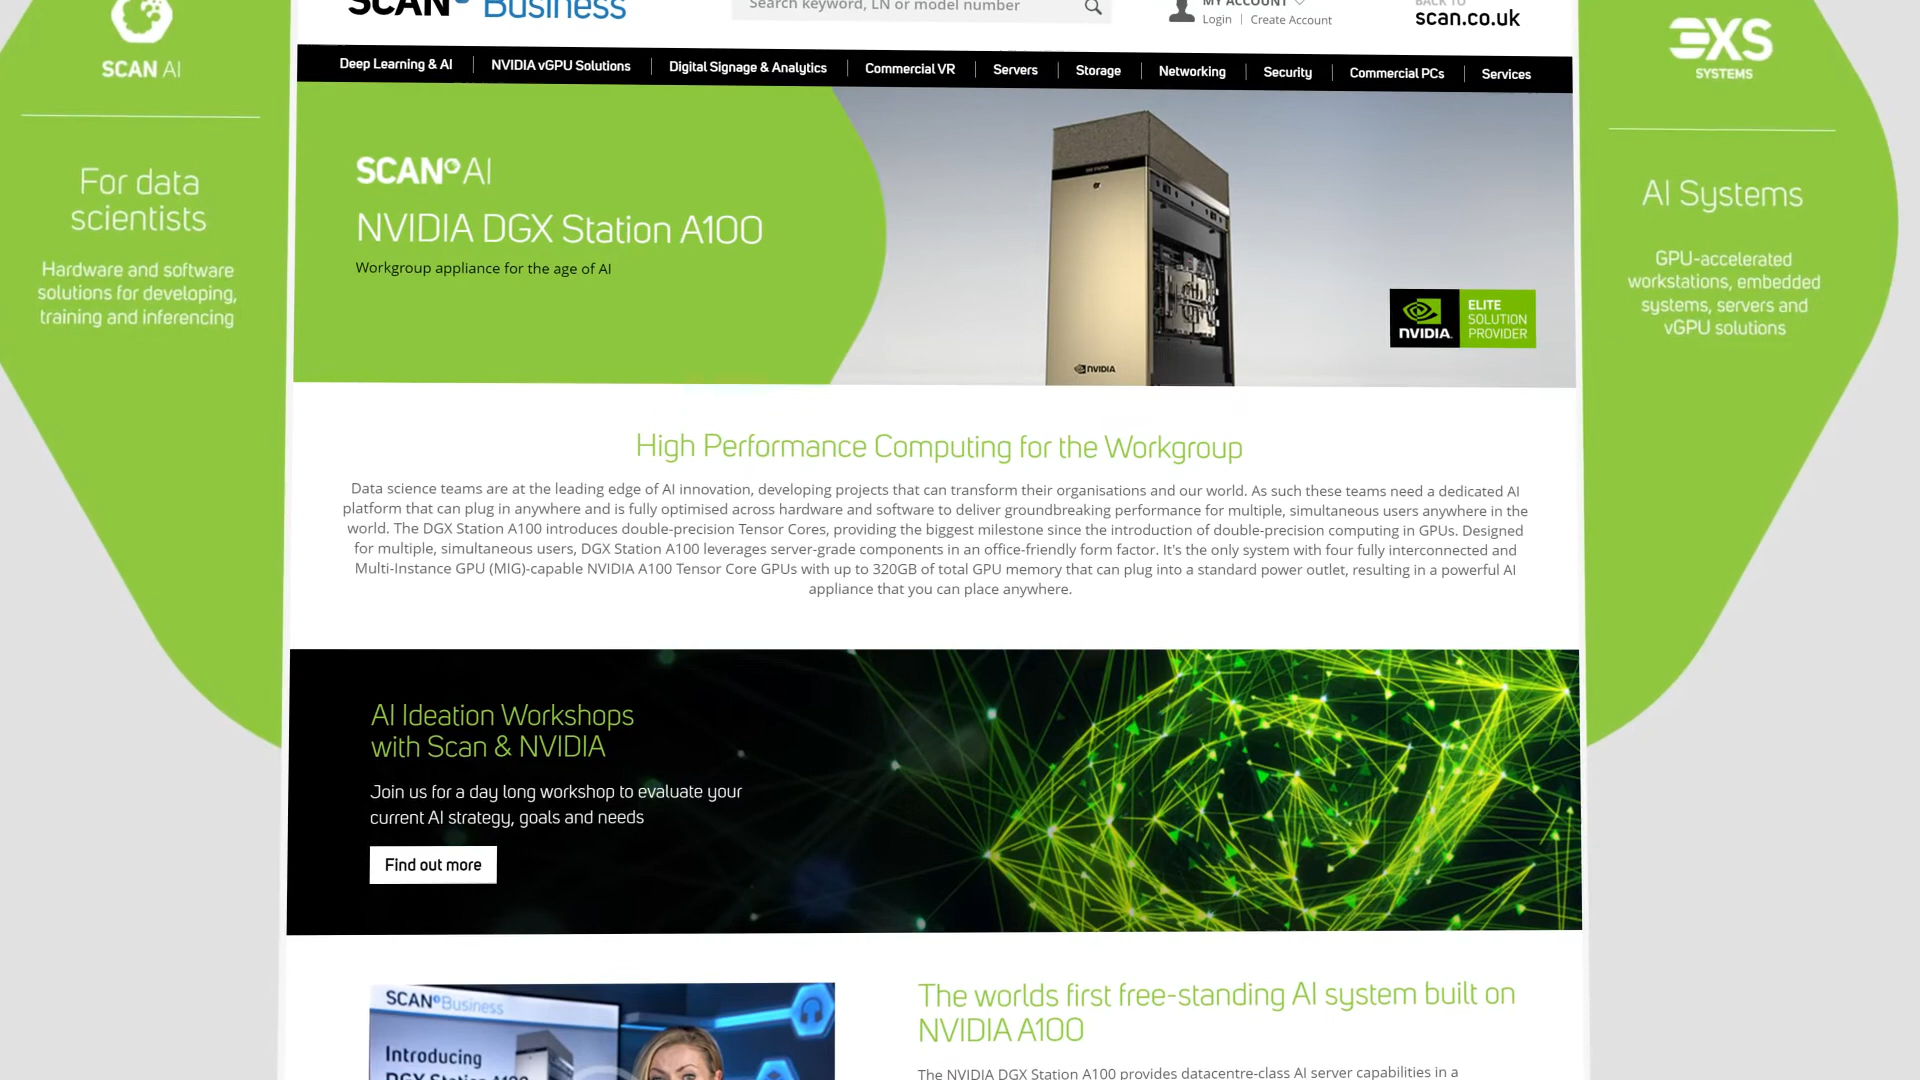 SCAN Business
Search keyword, LN or model number
MY ACCOUNT
Login | Create Account
BACK TO
scan.co.uk
Deep Learning & AI
NVIDIA vGPU Solutions
Digital Signage & Analytics
Commercial VR
Servers
Storage
Networking
Security
Commercial PCs
Services
SCAN AI
For data
scientists
Hardware and software
solutions for developing,
training and inferencing
SCAN AI
NVIDIA DGX Station A100
Workgroup appliance for the age of AI
NVIDIA
NVIDIA.
ELITE
SOLUTION
PROVIDER
3XS
SYSTEMS
AI Systems
GPU-accelerated
workstations, embedded
systems, servers and
vGPU solutions
High Performance Computing for the Workgroup
Data science teams are at the leading edge of AI innovation, developing projects that can transform their organisations and our world. As such these teams need a dedicated AI
platform that can plug in anywhere and is fully optimised across hardware and software to deliver groundbreaking performance for multiple, simultaneous users anywhere in the
world. The DGX Station A100 introduces double-precision Tensor Cores, providing the biggest milestone since the introduction of double-precision computing in GPUs. Designed
for multiple, simultaneous users, DGX Station A100 leverages server-grade components in an office-friendly form factor. It's the only system with four fully interconnected and
Multi-Instance GPU (MIG)-capable NVIDIA A100 Tensor Core GPUs with up to 320GB of total GPU memory that can plug into a standard power outlet, resulting in a powerful AI
appliance that you can place anywhere.
AI Ideation Workshops
with Scan & NVIDIA
Join us for a day long workshop to evaluate your
current AI strategy, goals and needs
Find out more
SCAN Business
Introducing
DGX Station A100
The worlds first free-standing AI system built on
NVIDIA A100
The NVIDIA DGX Station A100 provides datacentre-class AI server capabilities in a